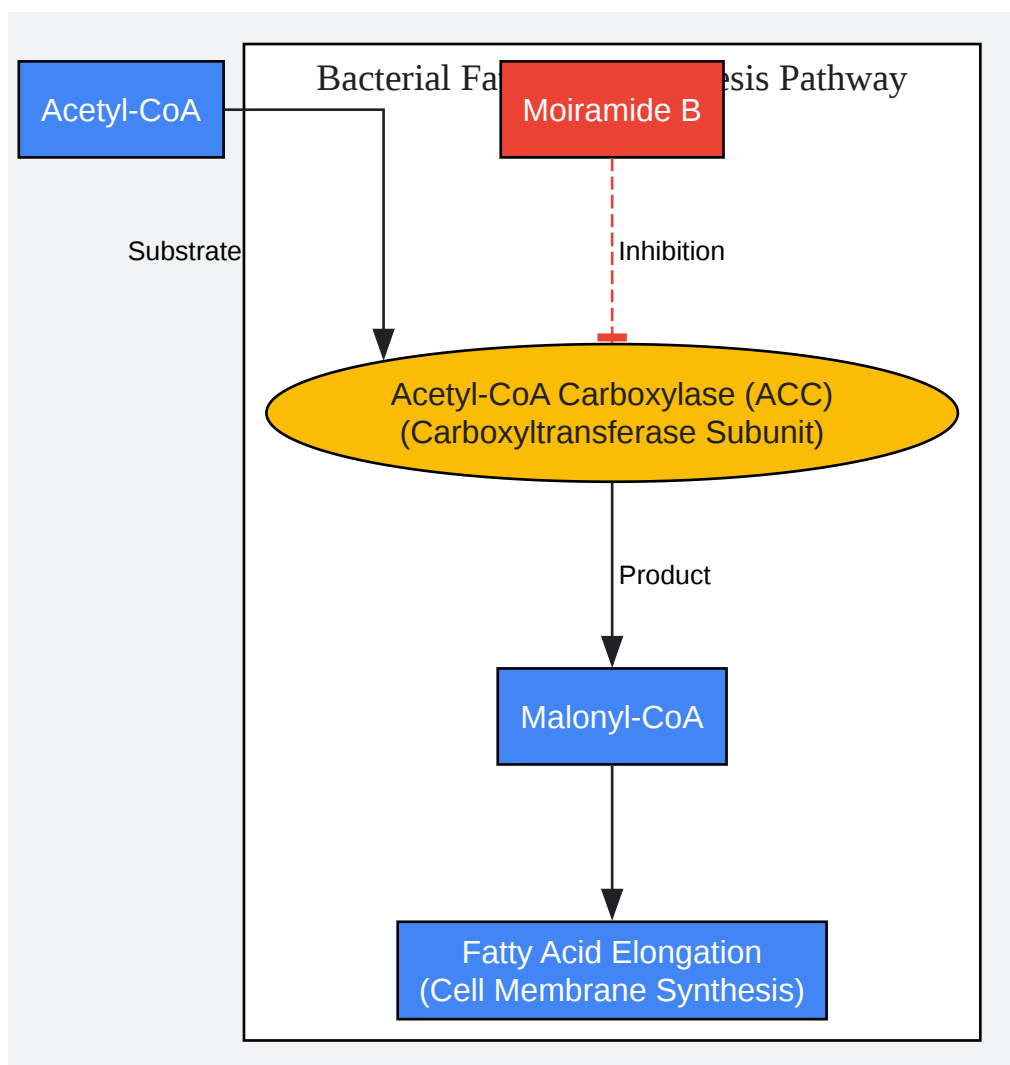 Bacterial Fa esis Pathway
Acetyl-CoA
Moiramide B
Substrate
Inhibition
Acetyl-CoA Carboxylase (ACC)
(Carboxyltransferase Subunit)
Product
Malonyl-CoA
Fatty Acid Elongation
(Cell Membrane Synthesis)